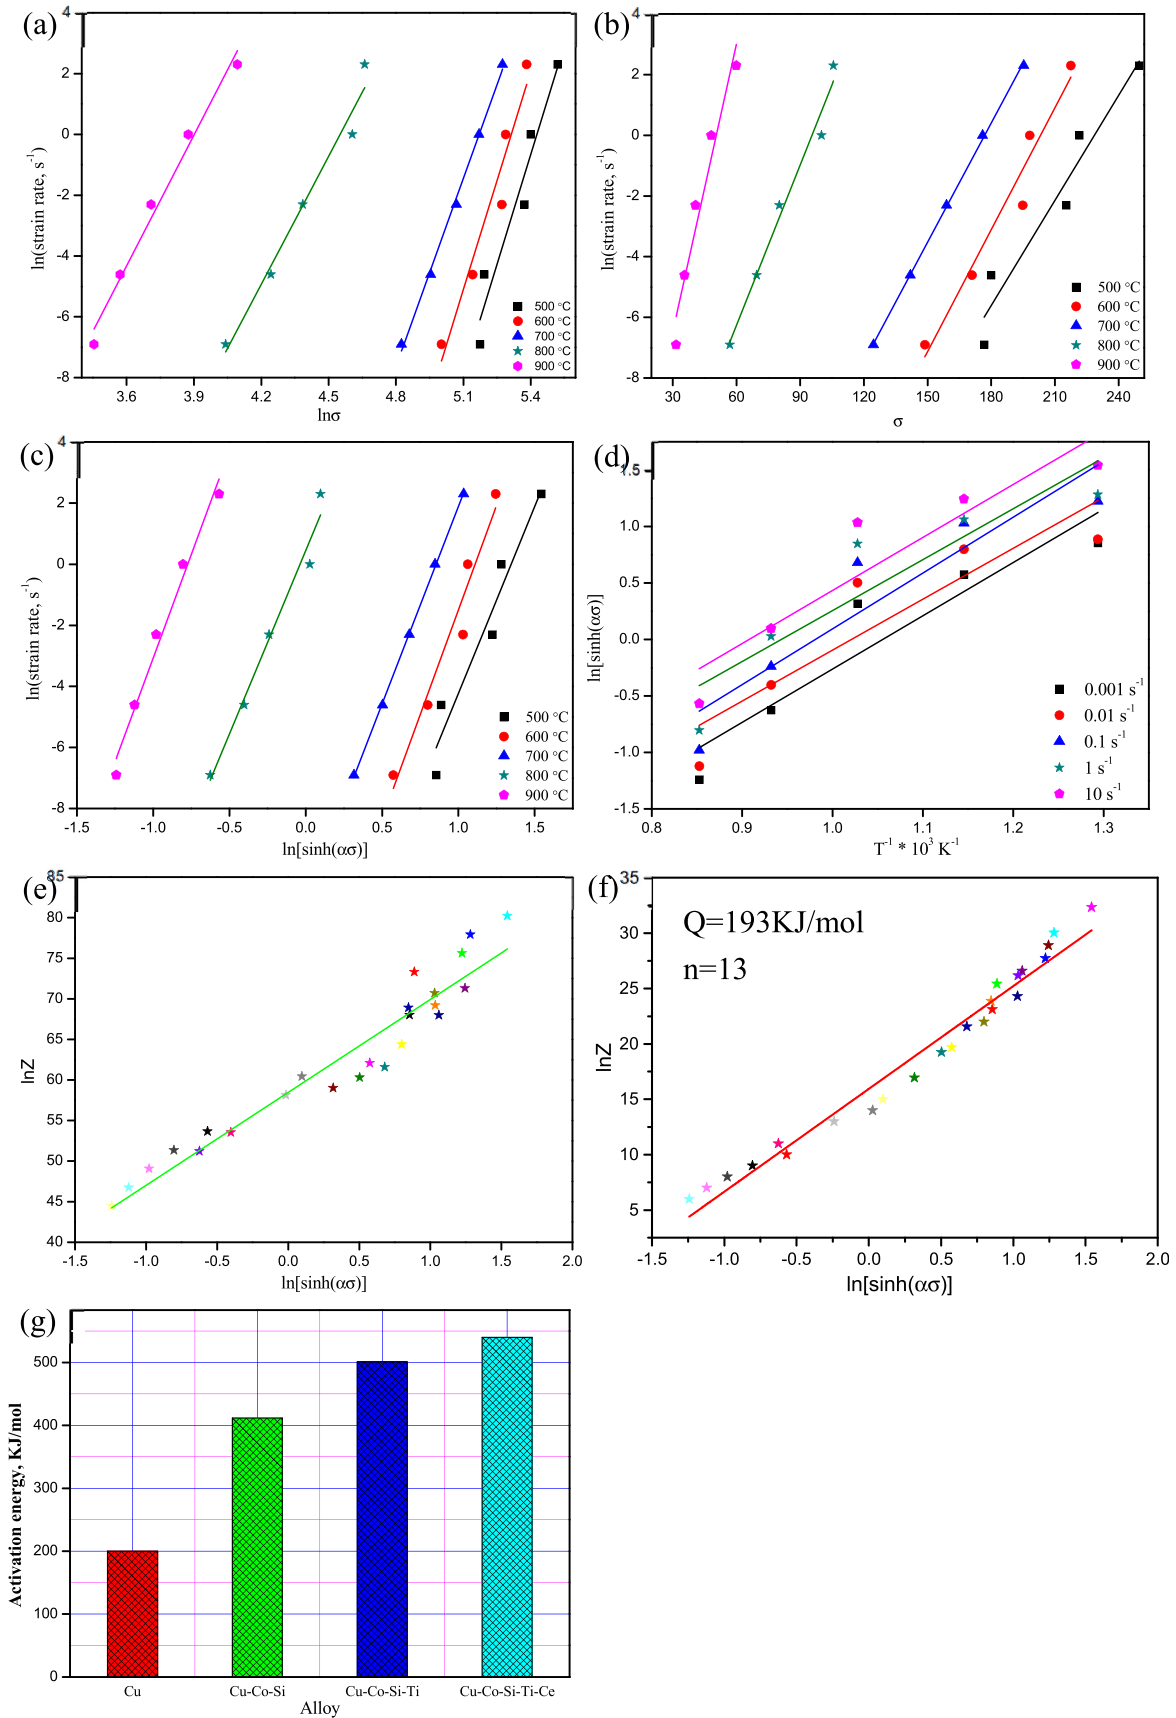 (a)
4
2
0
-2
-4
-6
-8
ln(strain rate, s-1)
500 °C
600 °C
700 °C
800 °C
900 °C
3.6 3.9 4.2 4.5 4.8 5.1 5.4
lnσ
(b)
4
2
0
-2
-4
-6
-8
ln(strain rate, s-1)
500 °C
600 °C
700 °C
800 °C
900 °C
30 60 90 120 150 180 210 240
σ
(c)
4
2
0
-2
-4
-6
-8
ln(strain rate, s-1)
500 °C
600 °C
700 °C
800 °C
900 °C
-1.5 -1.0 -0.5 0.0 0.5 1.0 1.5
ln[sinh(ασ)]
(d)
1.5
1.0
0.5
0.0
-0.5
-1.0
-1.5
ln[sinh(ασ)]
0.001 s-1
0.01 s-1
0.1 s-1
1 s-1
10 s-1
0.8 0.9 1.0 1.1 1.2 1.3
T-1 * 103 K-1
(e)
85
80
75
70
65
60
55
50
45
40
lnZ
-1.5 -1.0 -0.5 0.0 0.5 1.0 1.5 2.0
ln[sinh(ασ)]
(f)
35
30
25
20
15
10
5
lnZ
Q=193KJ/mol
n=13
-1.5 -1.0 -0.5 0.0 0.5 1.0 1.5 2.0
ln[sinh(ασ)]
(g)
500
400
300
200
100
0
Activation energy, KJ/mol
Cu Cu-Co-Si Cu-Co-Si-Ti Cu-Co-Si-Ti-Ce
Alloy